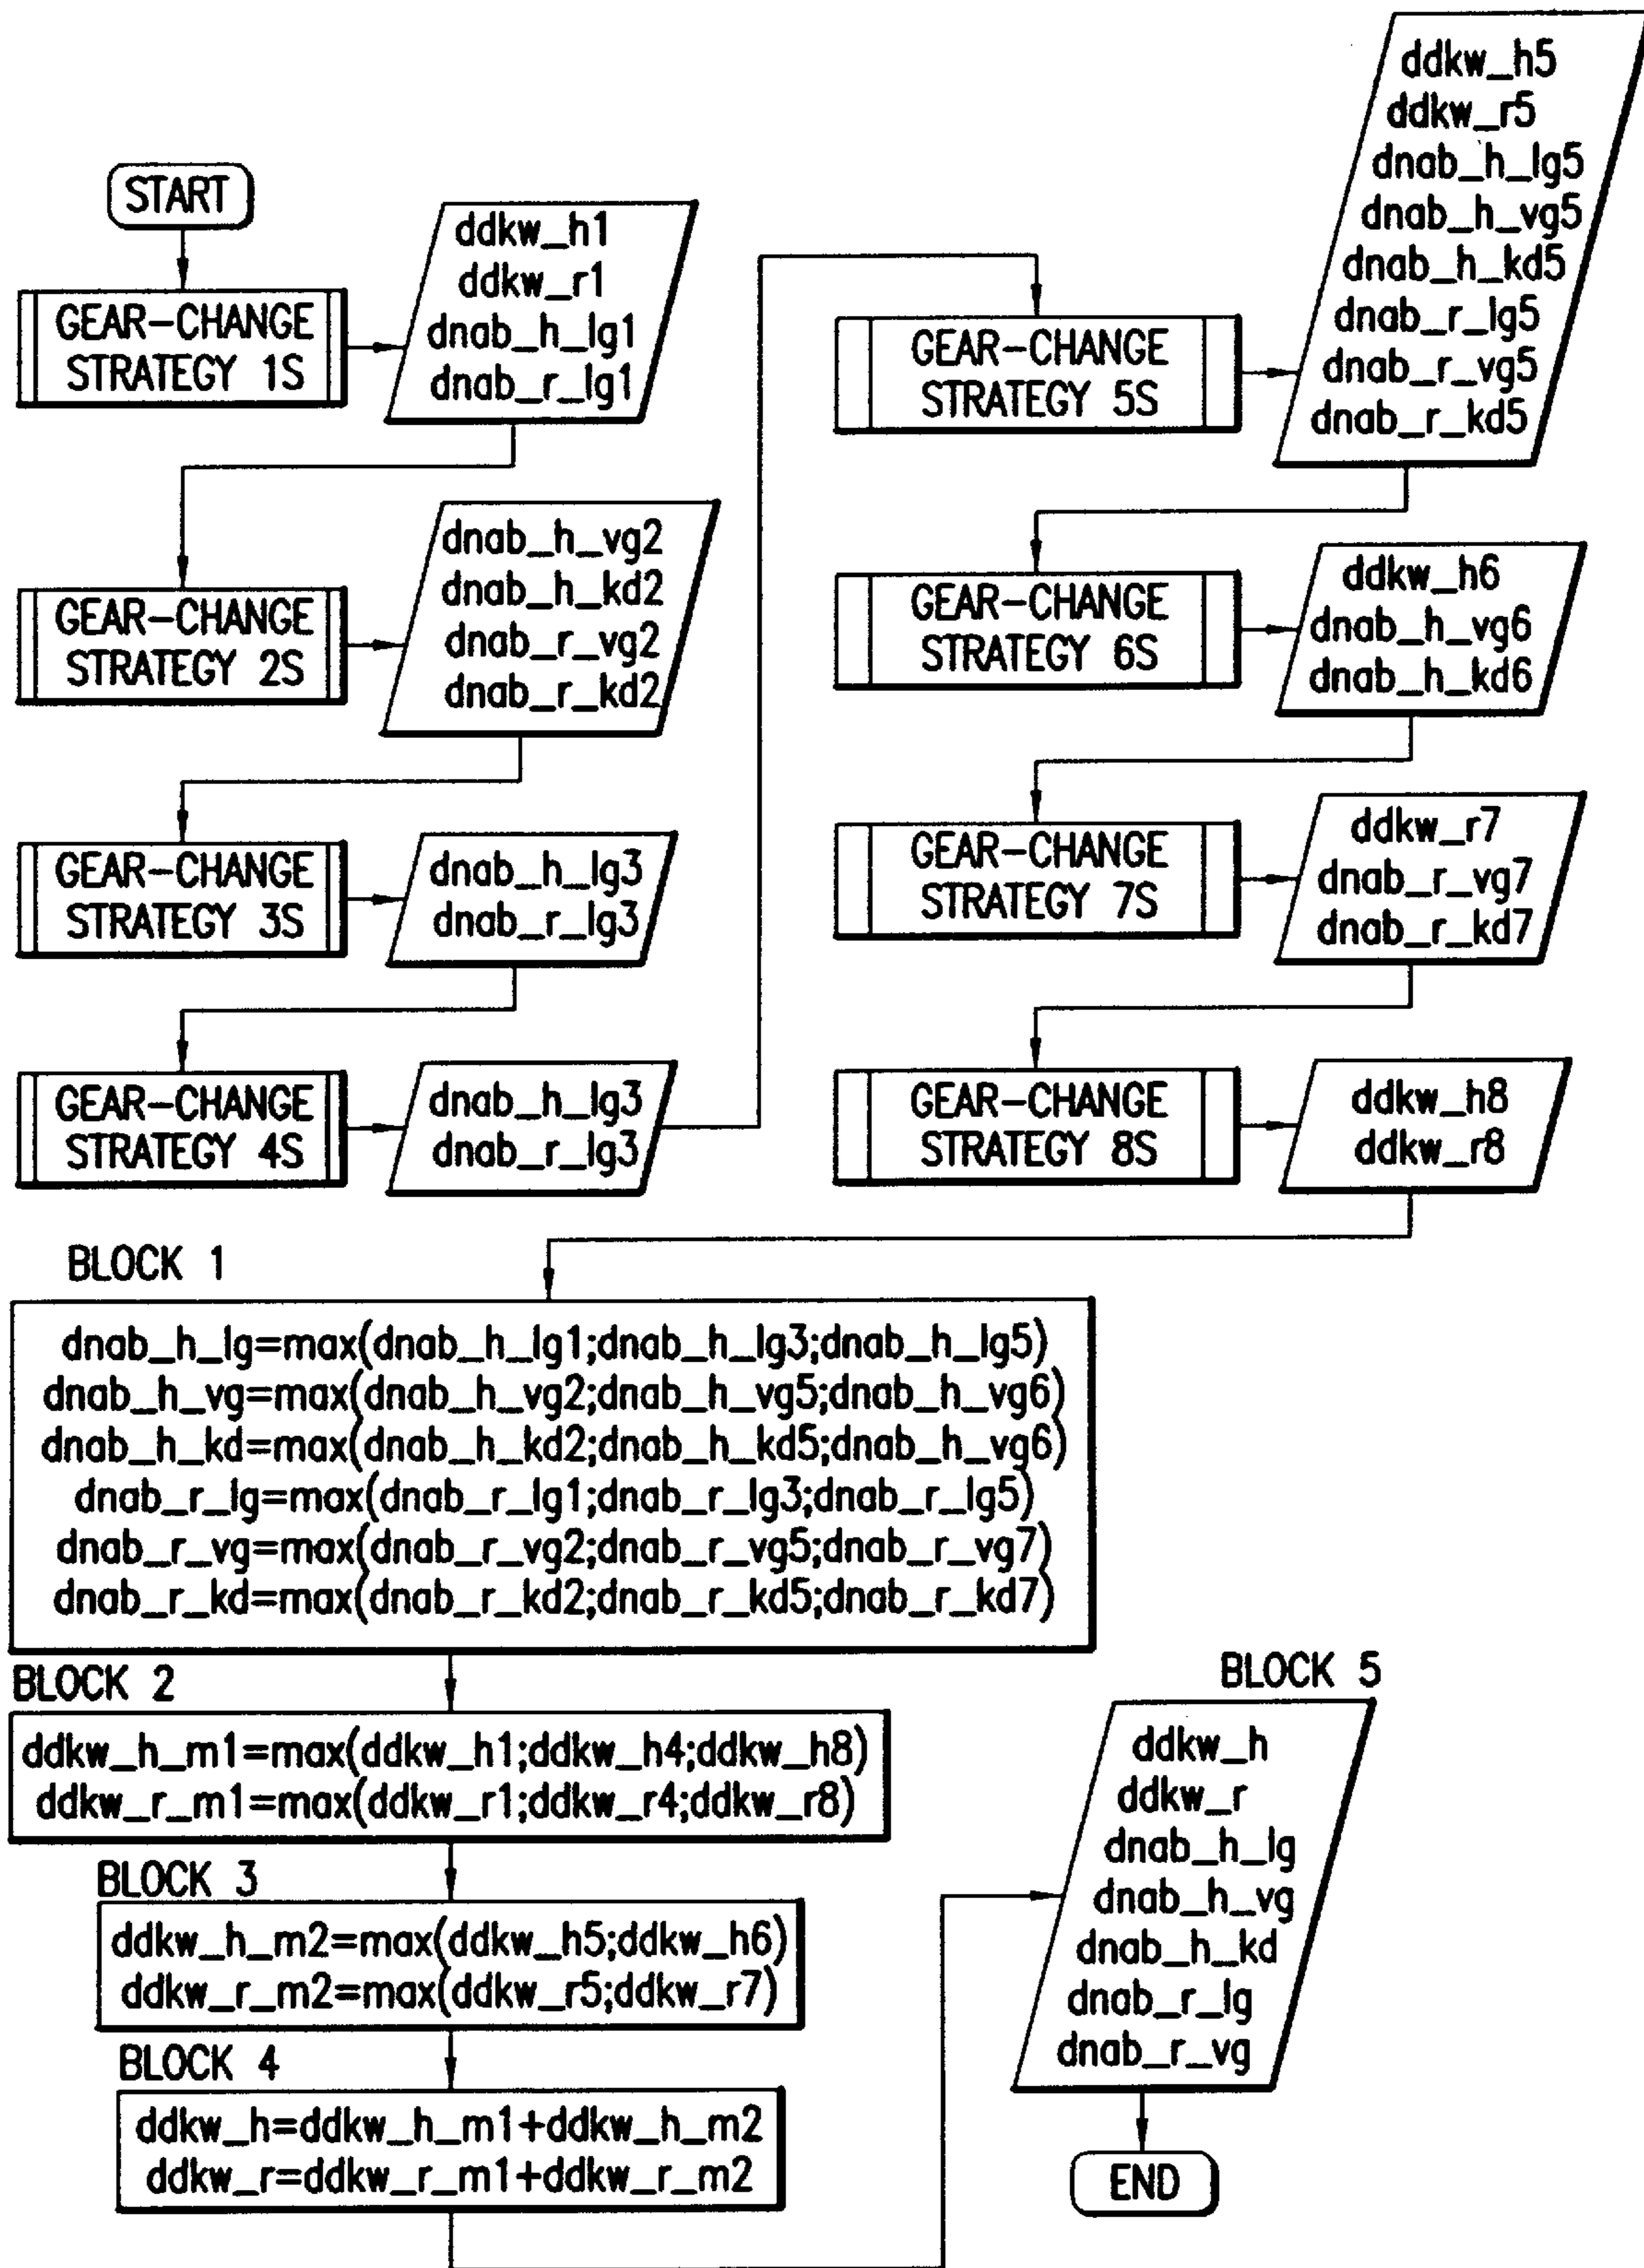 START
GEAR-CHANGE
STRATEGY 1S
ddkw_h1
ddkw_r1
dnab_h_lg1
dnab_r_lg1
GEAR-CHANGE
STRATEGY 2S
dnab_h_vg2
dnab_h_kd2
dnab_r_vg2
dnab_r_kd2
GEAR-CHANGE
STRATEGY 3S
dnab_h_lg3
dnab_r_lg3
GEAR-CHANGE
STRATEGY 4S
dnab_h_lg3
dnab_r_lg3
GEAR-CHANGE
STRATEGY 5S
ddkw_h5
ddkw_r5
dnab_h_lg5
dnab_h_vg5
dnab_h_kd5
dnab_r_lg5
dnab_r_vg5
dnab_r_kd5
GEAR-CHANGE
STRATEGY 6S
ddkw_h6
dnab_h_vg6
dnab_h_kd6
GEAR-CHANGE
STRATEGY 7S
ddkw_r7
dnab_r_vg7
dnab_r_kd7
GEAR-CHANGE
STRATEGY 8S
ddkw_h8
ddkw_r8
BLOCK 1
dnab_h_lg=max(dnab_h_lg1;dnab_h_lg3;dnab_h_lg5)
dnab_h_vg=max(dnab_h_vg2;dnab_h_vg5;dnab_h_vg6)
dnab_h_kd=max(dnab_h_kd2;dnab_h_kd5;dnab_h_vg6)
dnab_r_lg=max(dnab_r_lg1;dnab_r_lg3;dnab_r_lg5)
dnab_r_vg=max(dnab_r_vg2;dnab_r_vg5;dnab_r_vg7)
dnab_r_kd=max(dnab_r_kd2;dnab_r_kd5;dnab_r_kd7)
BLOCK 2
ddkw_h_m1=max(ddkw_h1;ddkw_h4;ddkw_h8)
ddkw_r_m1=max(ddkw_r1;ddkw_r4;ddkw_r8)
BLOCK 3
ddkw_h_m2=max(ddkw_h5;ddkw_h6)
ddkw_r_m2=max(ddkw_r5;ddkw_r7)
BLOCK 4
ddkw_h=ddkw_h_m1+ddkw_h_m2
ddkw_r=ddkw_r_m1+ddkw_r_m2
BLOCK 5
ddkw_h
ddkw_r
dnab_h_lg
dnab_h_vg
dnab_h_kd
dnab_r_lg
dnab_r_vg
END